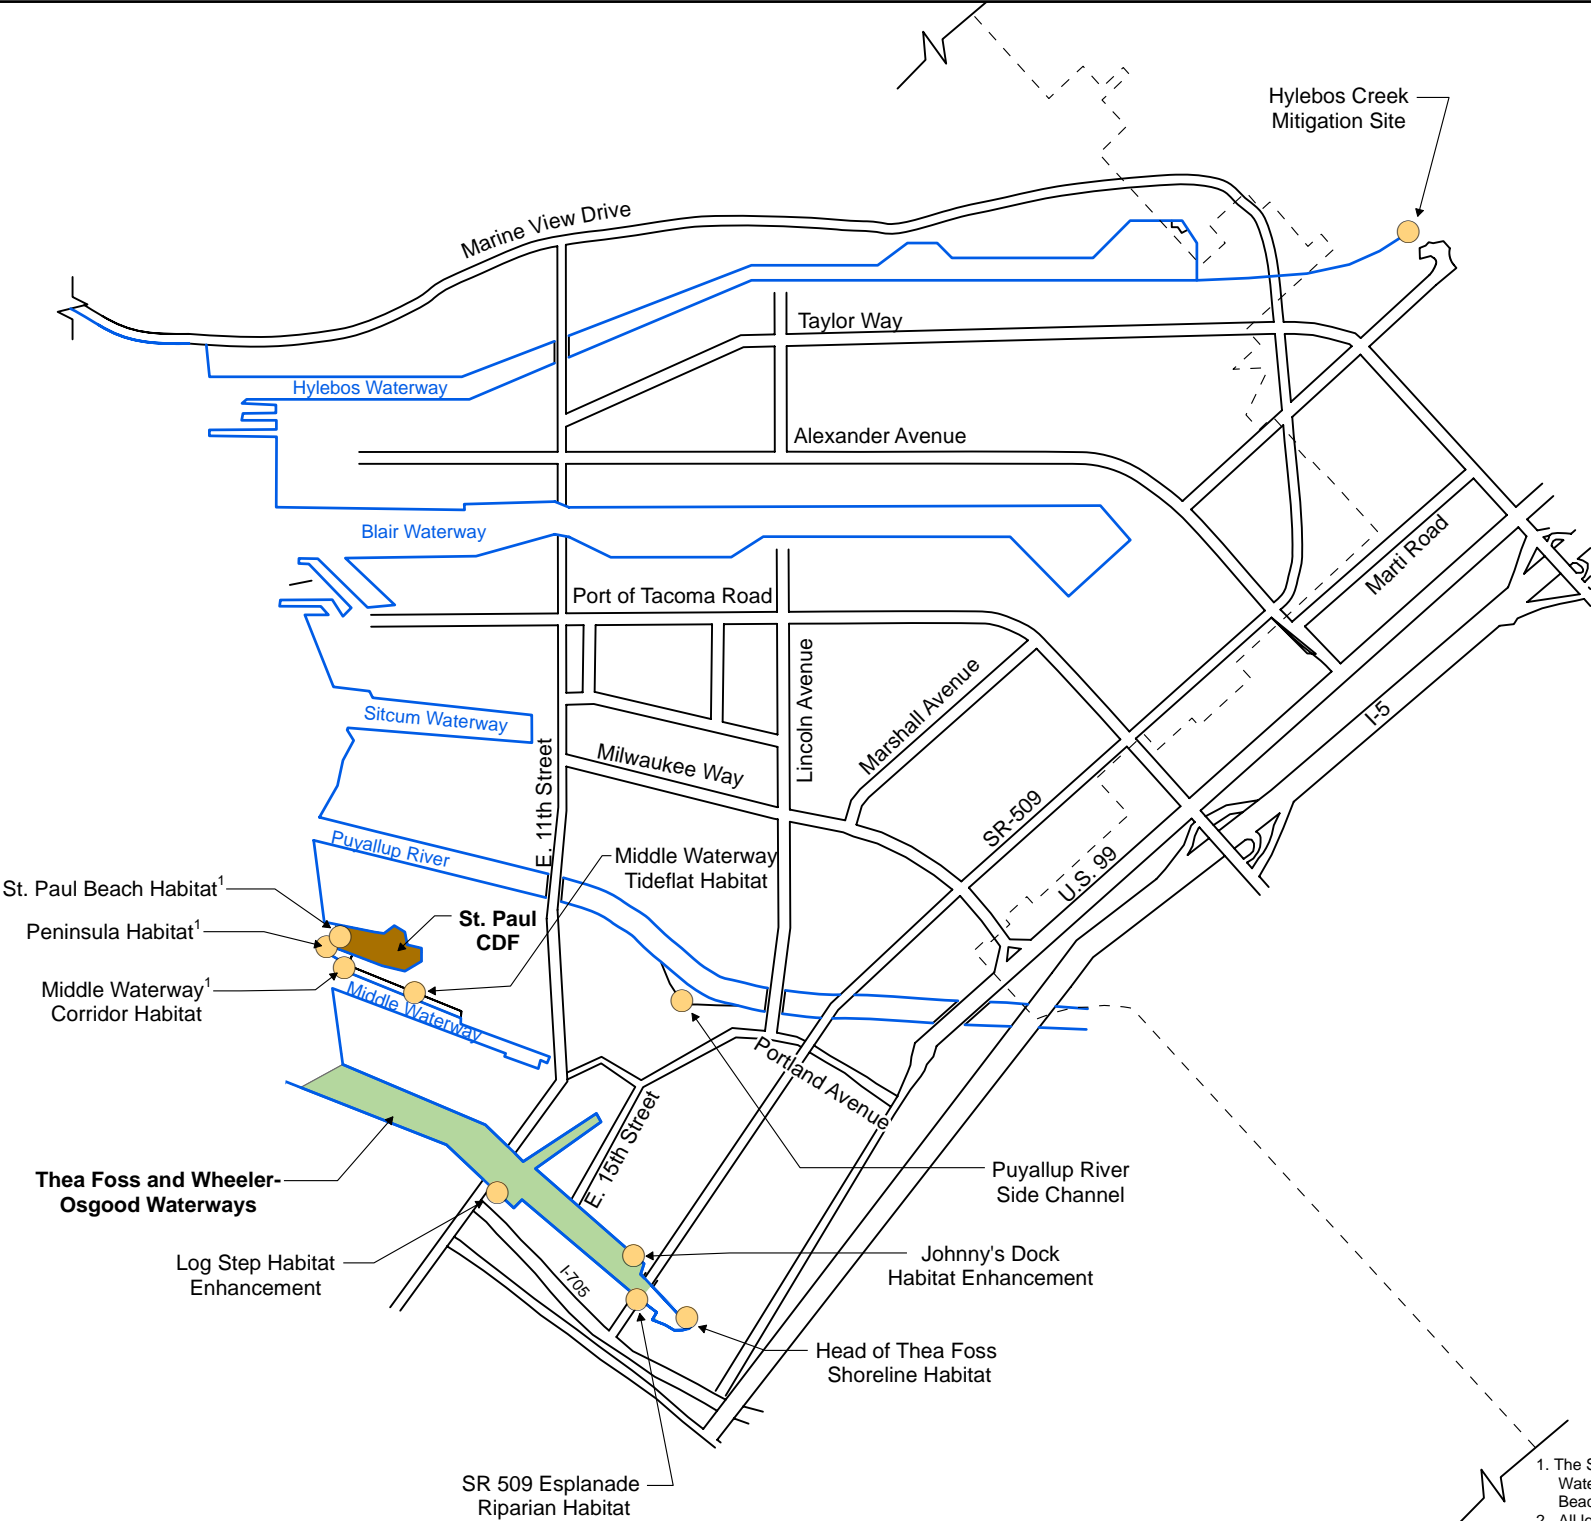 Hylebos Creek
Mitigation Site
Marine View Drive
Taylor Way
Hylebos Waterway
Alexander Avenue
Blair Waterway
Marti Road
Port of Tacoma Road
Lincoln Avenue
Marshall Avenue
Sitcum Waterway
I-5
Milwaukee Way
E. 11th Street
SR-509
Puyallup River
U.S. 99
Middle Waterway
Tideflat Habitat
St. Paul Beach Habitat¹
St. Paul
CDF
Peninsula Habitat¹
Middle Waterway¹
Corridor Habitat
Middle Waterway
Portland Avenue
E. 15th Street
Thea Foss and Wheeler-
Osgood Waterways
Puyallup River
Side Channel
Log Step Habitat
Enhancement
I-705
Johnny's Dock
Habitat Enhancement
Head of Thea Foss
Shoreline Habitat
SR 509 Esplanade
Riparian Habitat
1. The